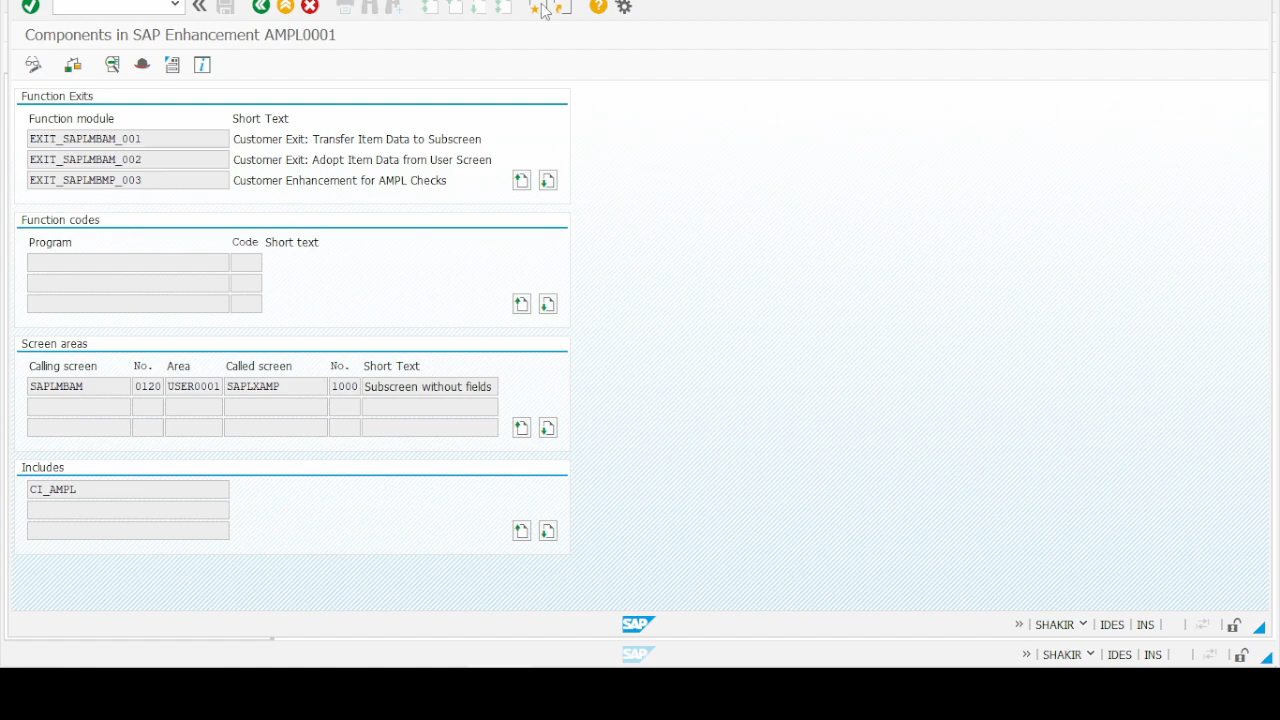 Components in SAP Enhancement AMPL0001
Function Exits
Function module Short Text
EXIT_SAPLMBAM_001 Customer Exit: Transfer Item Data to Subscreen
EXIT_SAPLMBAM_002 Customer Exit: Adopt Item Data from User Screen
EXIT_SAPLMBMP_003 Customer Enhancement for AMPL Checks
Function codes
Program Code Short text
Screen areas
Calling screen No. Area Called screen No. Short Text
SAPLMBAM 0120 USER0001 SAPLXAMP 1000 Subscreen without fields
Includes
CI_AMPL
SAP » SHAKIR IDES INS
SAP » SHAKIR IDES INS